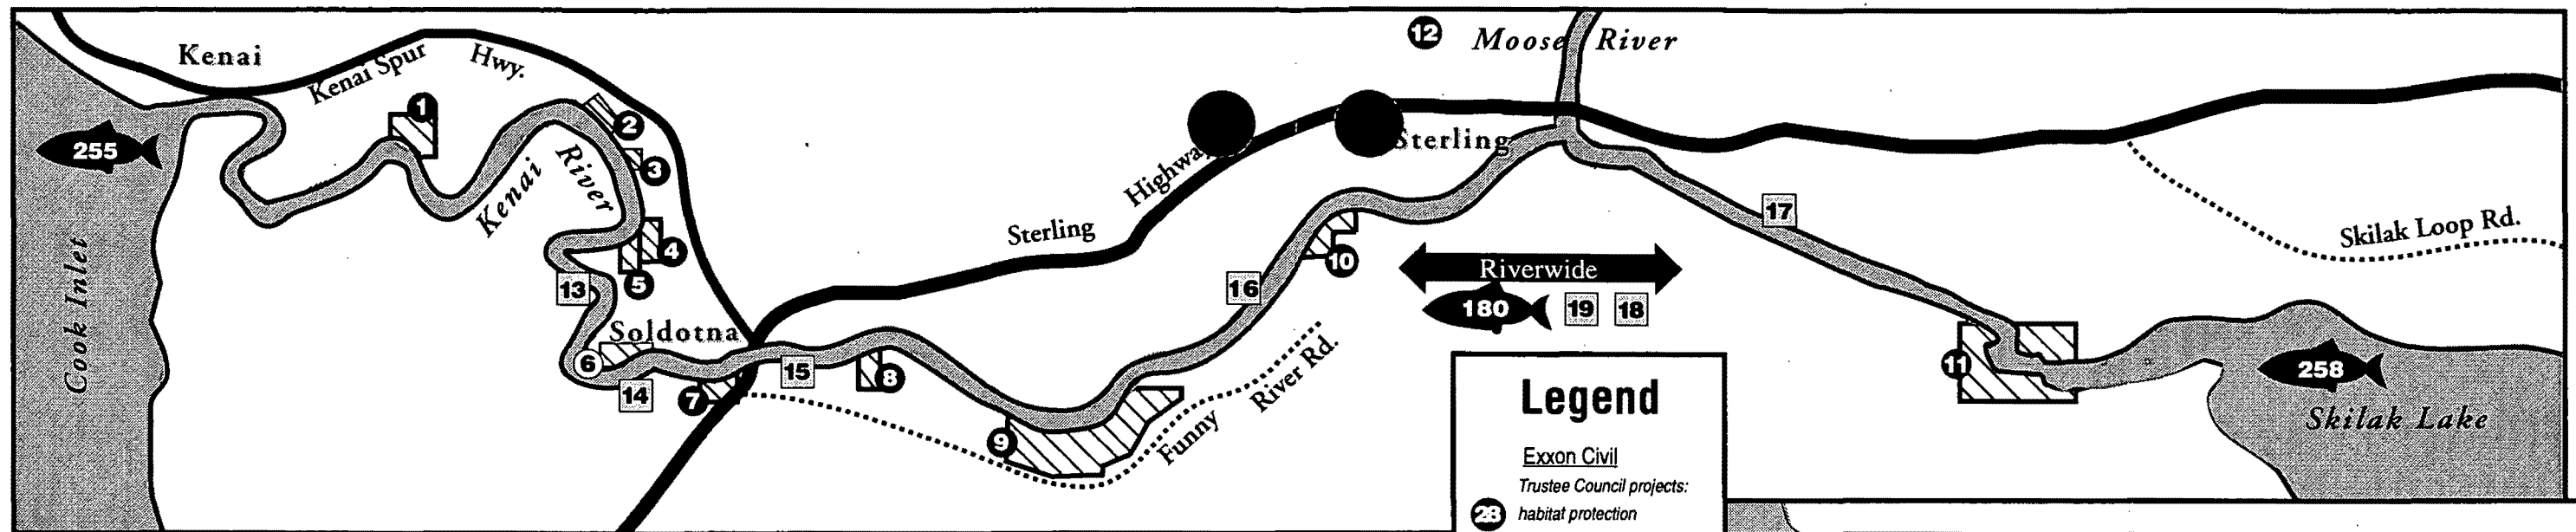 12
Moose River
Kenai
Kenai Spur Hwy.
1
2
255
Sterling
3
Kenai River
17
Sterling Highway
Skilak Loop Rd.
4
10
5
13
16
Riverwide
Cook Inlet
180 19 18
Soldotna
6
15
11
258
8
14
7
River Rd.
Funny
Legend
Skilak Lake
9
Exxon Civil
Trustee Council projects:
28 habitat protection